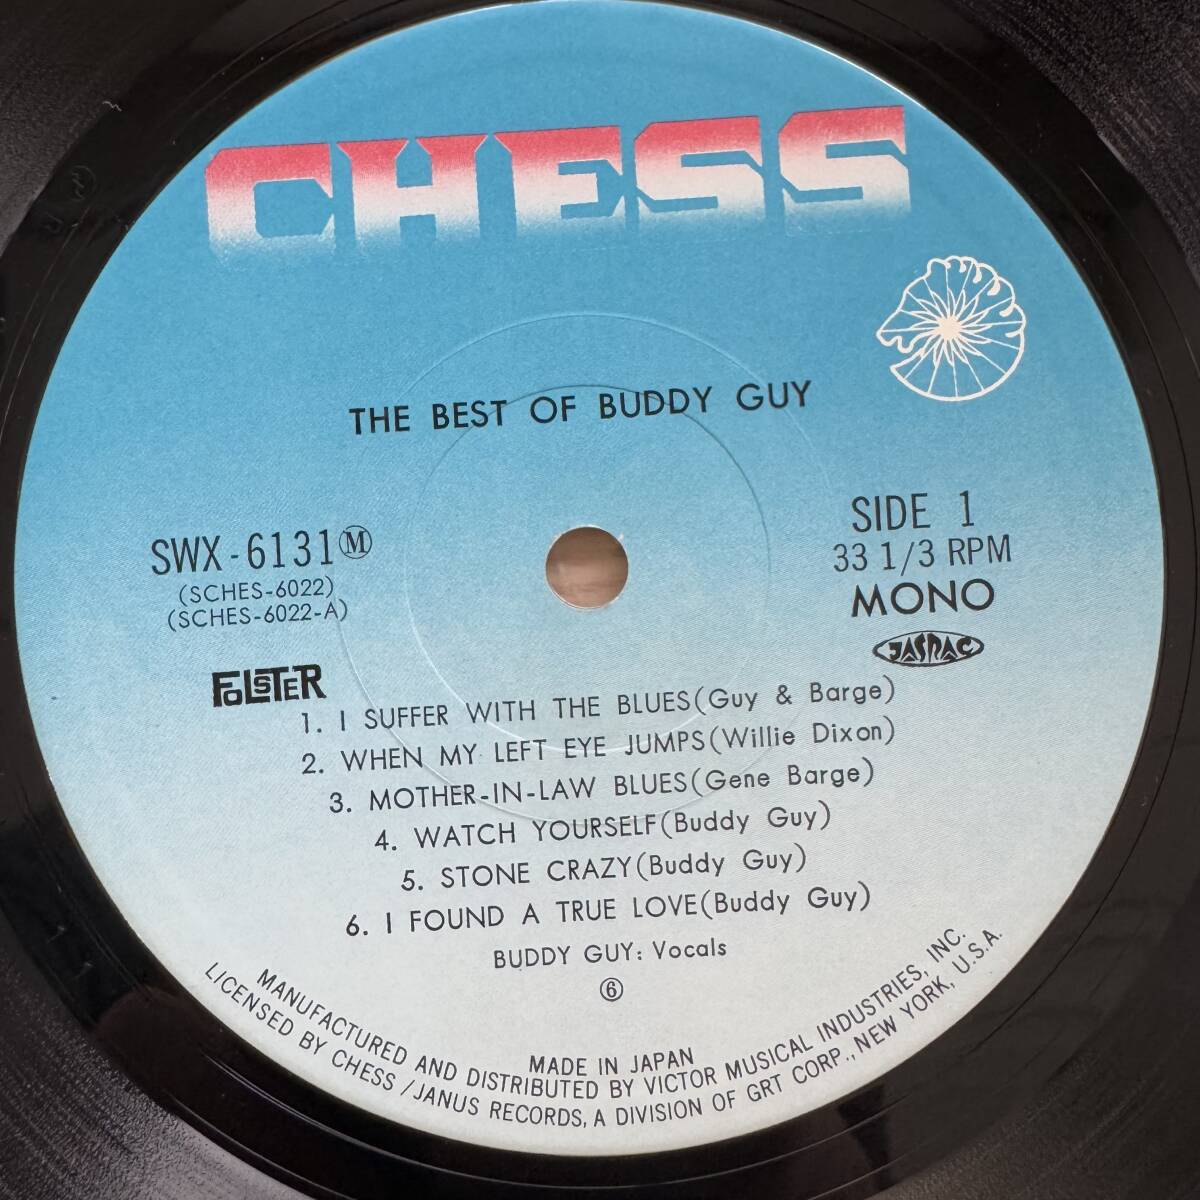 CHESS
THE BEST OF BUDDY GUY
SWX-6131Ⓜ
(SCHES-6022)
(SCHES-6022-A)
SIDE 1
33 1/3 RPM
MONO
JASRAC
FOLSTER
1. I SUFFER WITH THE BLUES(Guy & Barge)
2. WHEN MY LEFT EYE JUMPS(Willie Dixon)
3. MOTHER-IN-LAW BLUES(Gene Barge)
4. WATCH YOURSELF(Buddy Guy)
5. STONE CRAZY(Buddy Guy)
6. I FOUND A TRUE LOVE(Buddy Guy)
BUDDY GUY: Vocals
⑥
MADE IN JAPAN
MANUFACTURED AND DISTRIBUTED BY VICTOR MUSICAL INDUSTRIES, INC.
LICENSED BY CHESS/JANUS RECORDS, A DIVISION OF GRT CORP., NEW YORK, U.S.A.